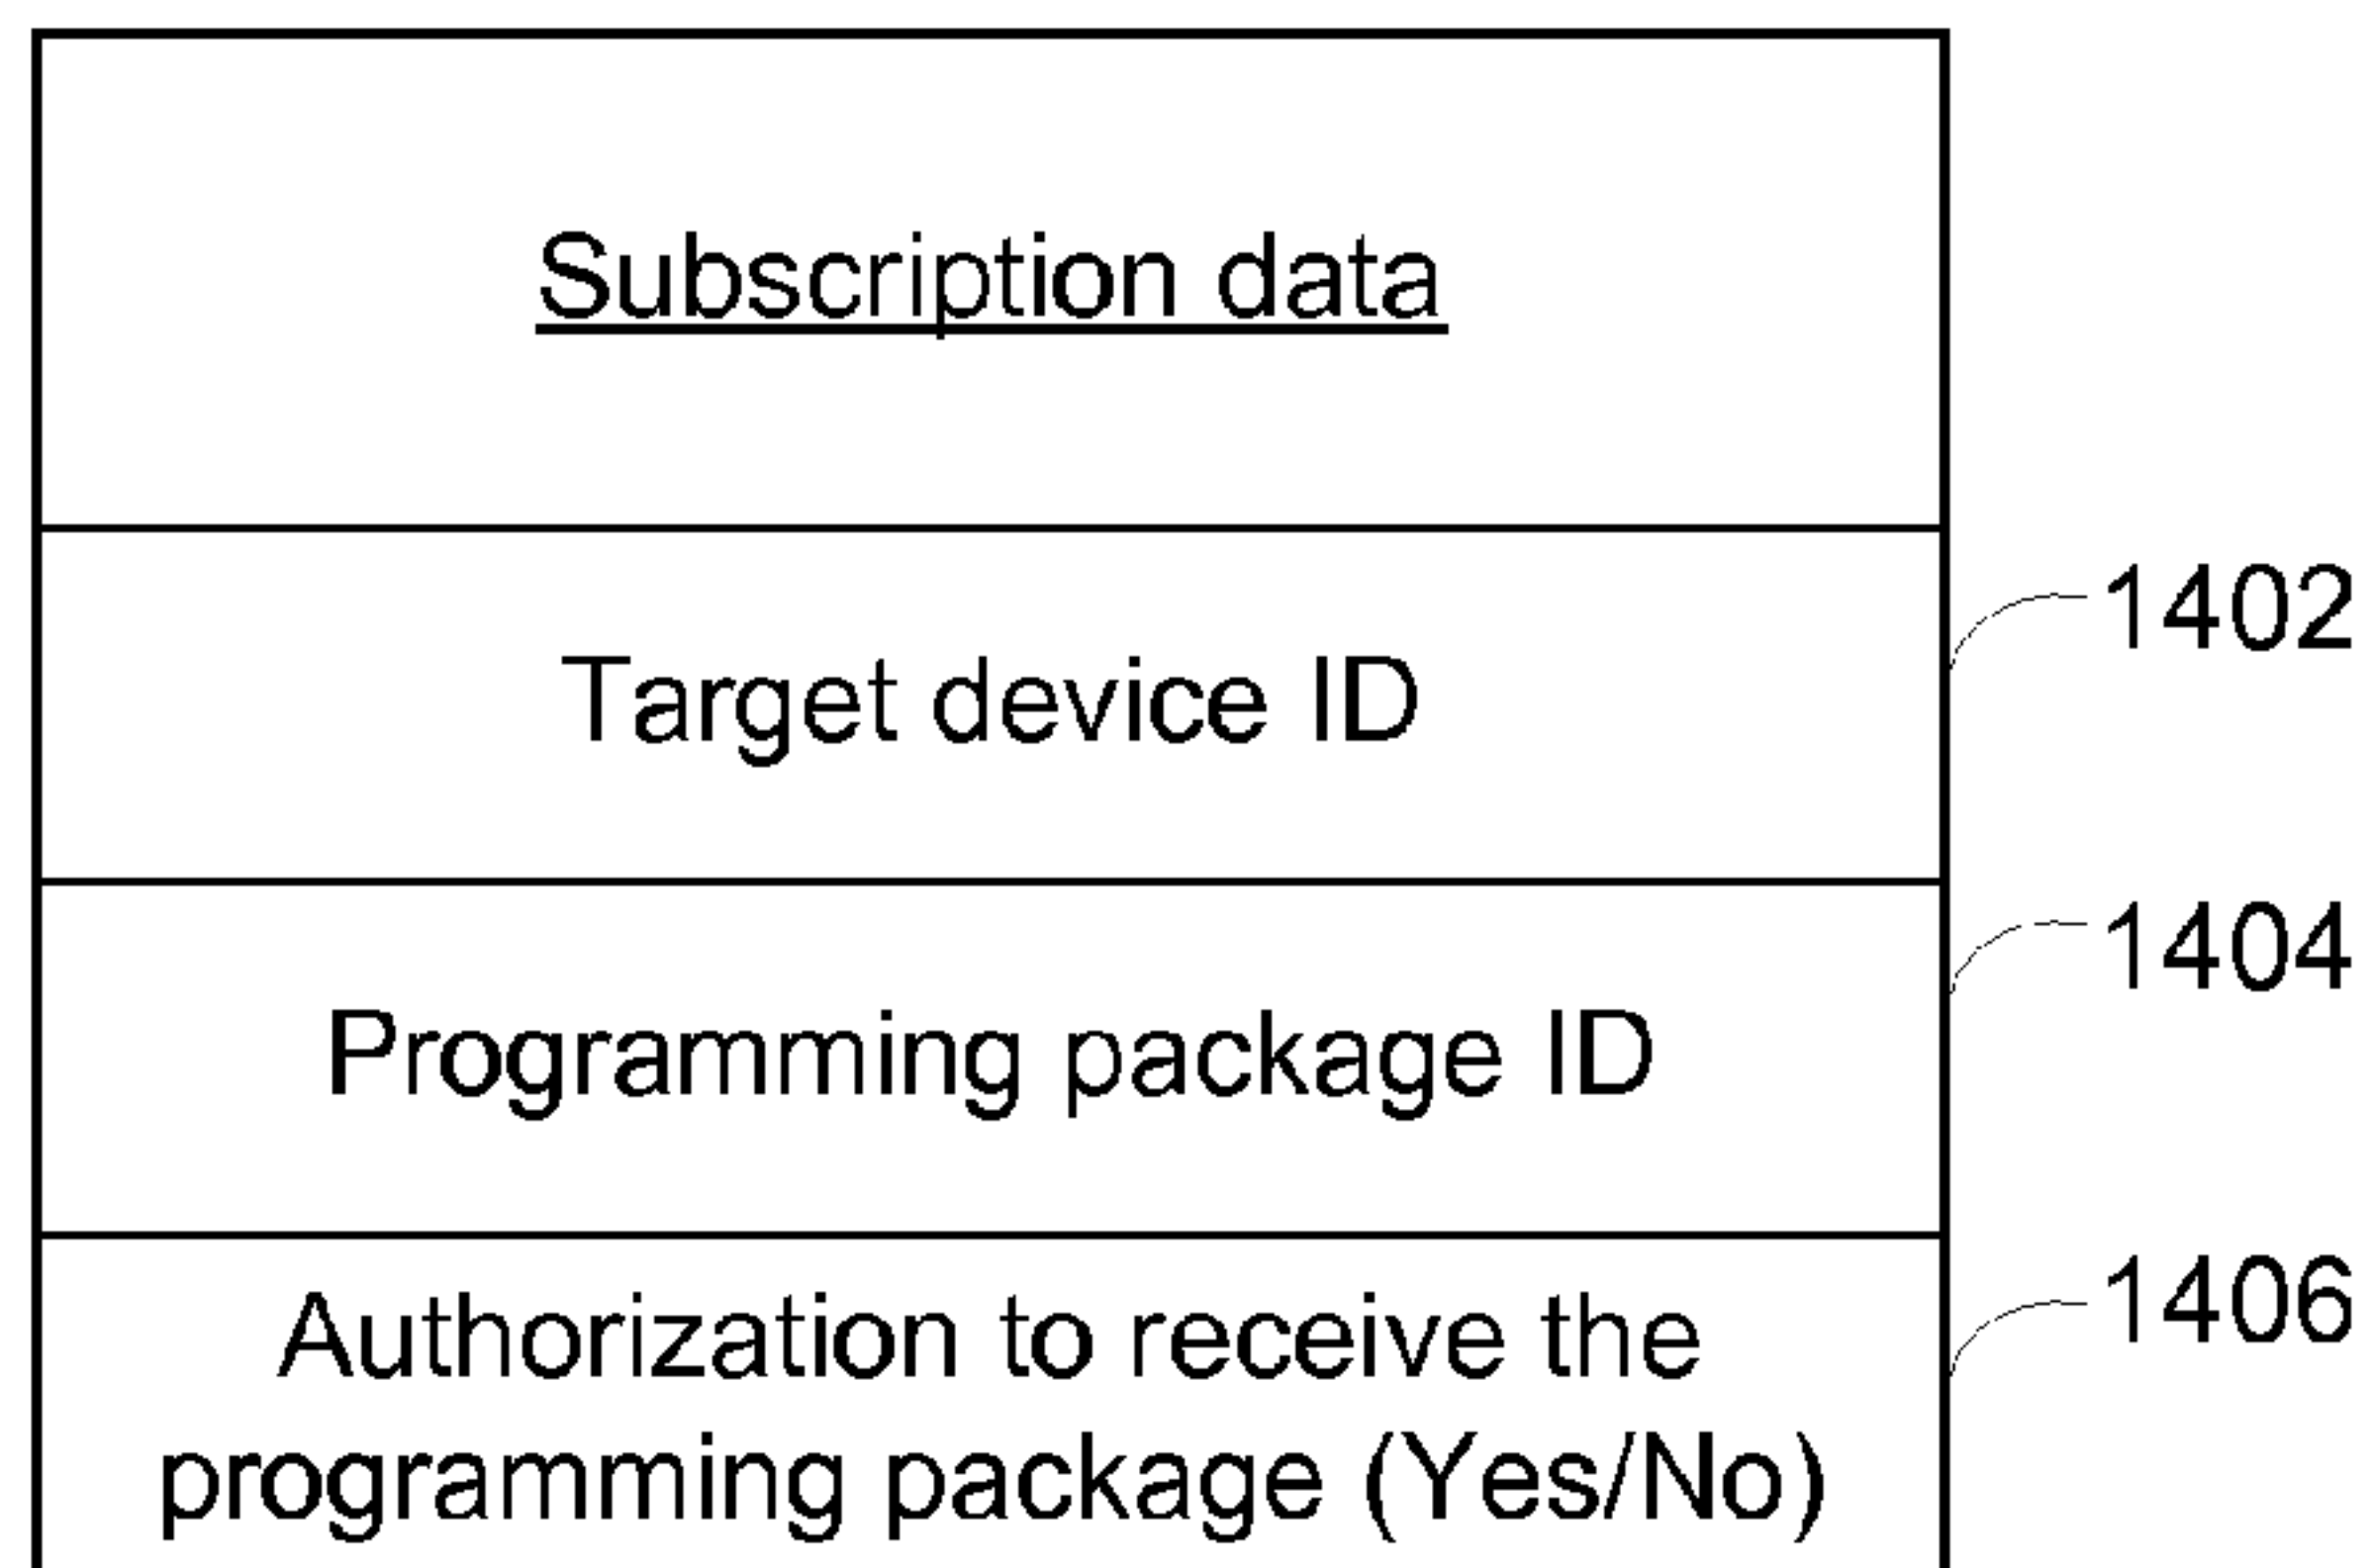 Subscription data
1402
Target device ID
1404
Programming package ID
1406
Authorization to receive the
programming package (Yes/No)